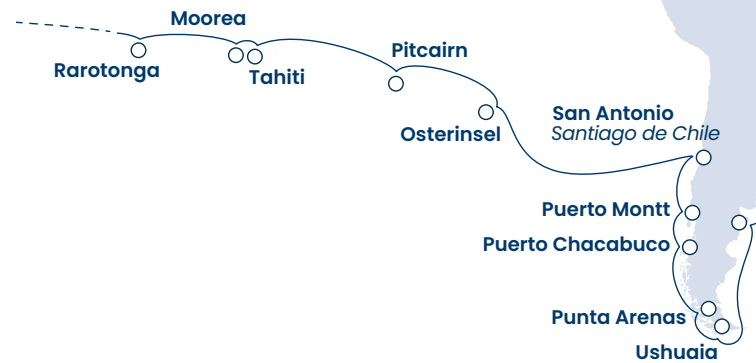 Moorea
Rarotonga
Tahiti
Pitcairn
Osterinsel
San Antonio
Santiago de Chile
Puerto Montt
Puerto Chacabuco
Punta Arenas
Ushuaia